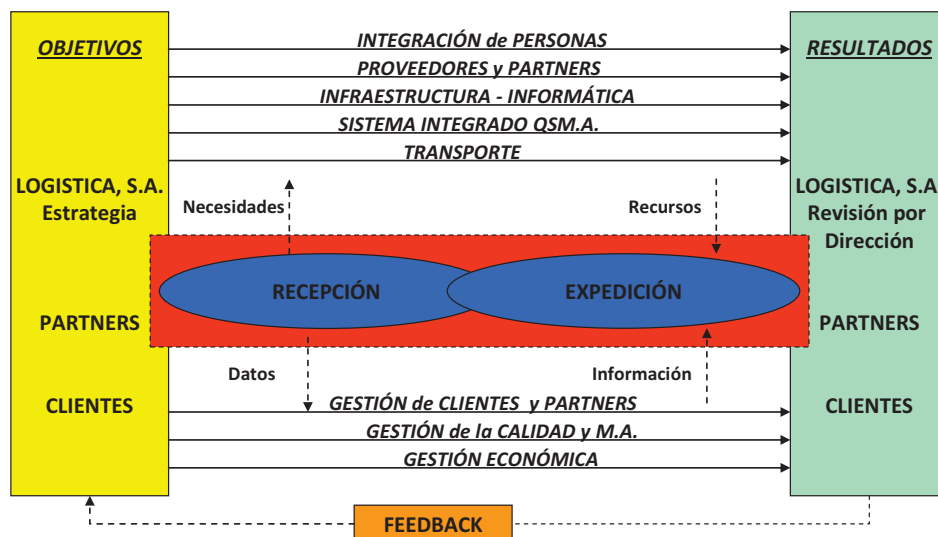 OBJETIVOS
INTEGRACIÓN de PERSONAS
RESULTADOS
PROVEEDORES y PARTNERS
INFRAESTRUCTURA - INFORMÁTICA
SISTEMA INTEGRADO QSM.A.
TRANSPORTE
LOGISTICA, S.A.
Estrategia
Necesidades
Recursos
LOGISTICA, S.A
Revisión por
Dirección
RECEPCIÓN
EXPEDICIÓN
PARTNERS
PARTNERS
Datos
Información
CLIENTES
GESTIÓN de CLIENTES y PARTNERS
CLIENTES
GESTIÓN de la CALIDAD y M.A.
GESTIÓN ECONÓMICA
FEEDBACK